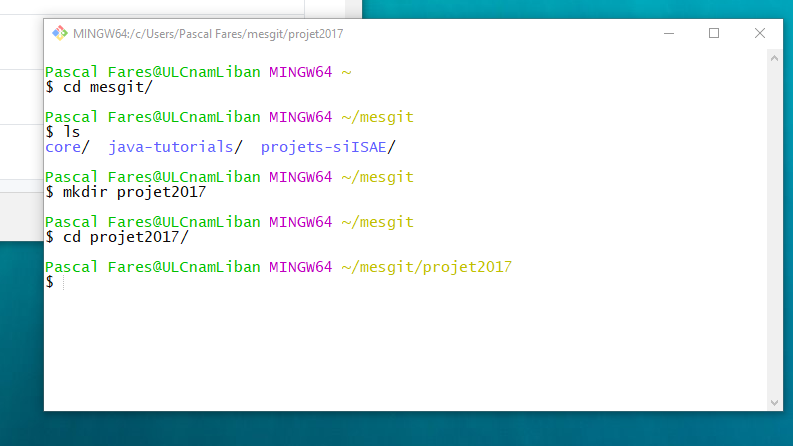 MINGW64:/c/Users/Pascal Fares/mesgit/projet2017
Pascal Fares@ULCnamLiban MINGW64 ~
$ cd mesgit/
Pascal Fares@ULCnamLiban MINGW64 ~/mesgit
$ ls
core/  java-tutorials/  projets-siISAE/
Pascal Fares@ULCnamLiban MINGW64 ~/mesgit
$ mkdir projet2017
Pascal Fares@ULCnamLiban MINGW64 ~/mesgit
$ cd projet2017/
Pascal Fares@ULCnamLiban MINGW64 ~/mesgit/projet2017
$